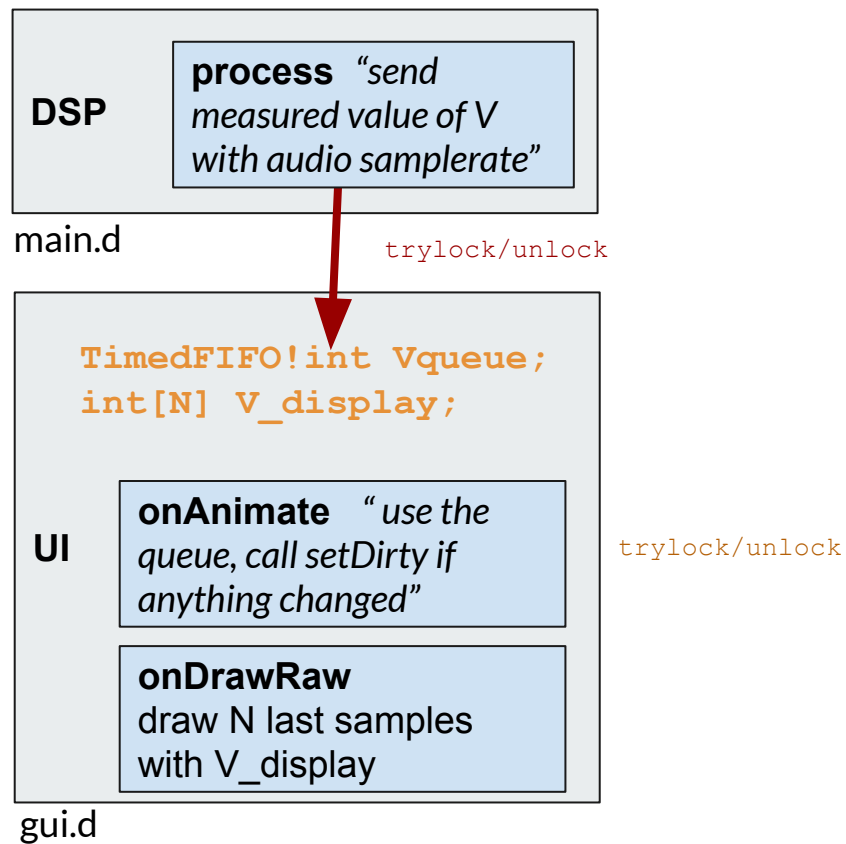 process “send
measured value of V
with audio samplerate”
DSP
main.d
trylock/unlock
TimedFIFO!int Vqueue;
int[N] V_display;
onAnimate “ use the
queue, call setDirty if
anything changed”
UI
trylock/unlock
onDrawRaw
draw N last samples
with V_display
gui.d